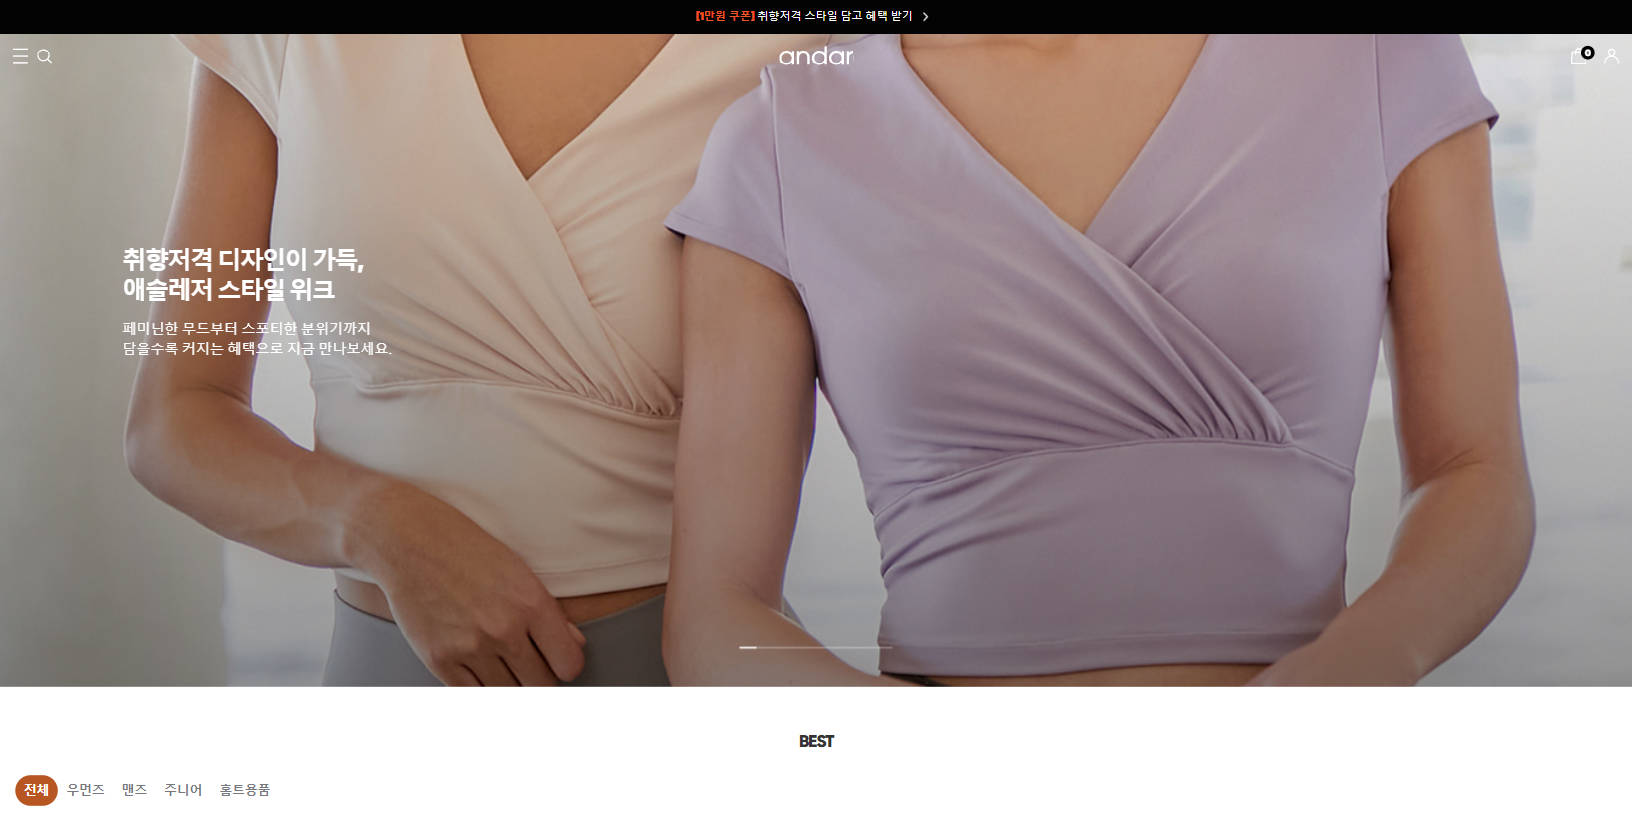 [1만원 쿠폰] 취향저격 스타일 담고 혜택 받기
andar
0
취향저격 디자인이 가득,
애슬레저 스타일 위크
페미닌한 무드부터 스포티한 분위기까지
담을수록 커지는 혜택으로 지금 만나보세요.
BEST
전체 우먼즈 맨즈 주니어 홈트용품